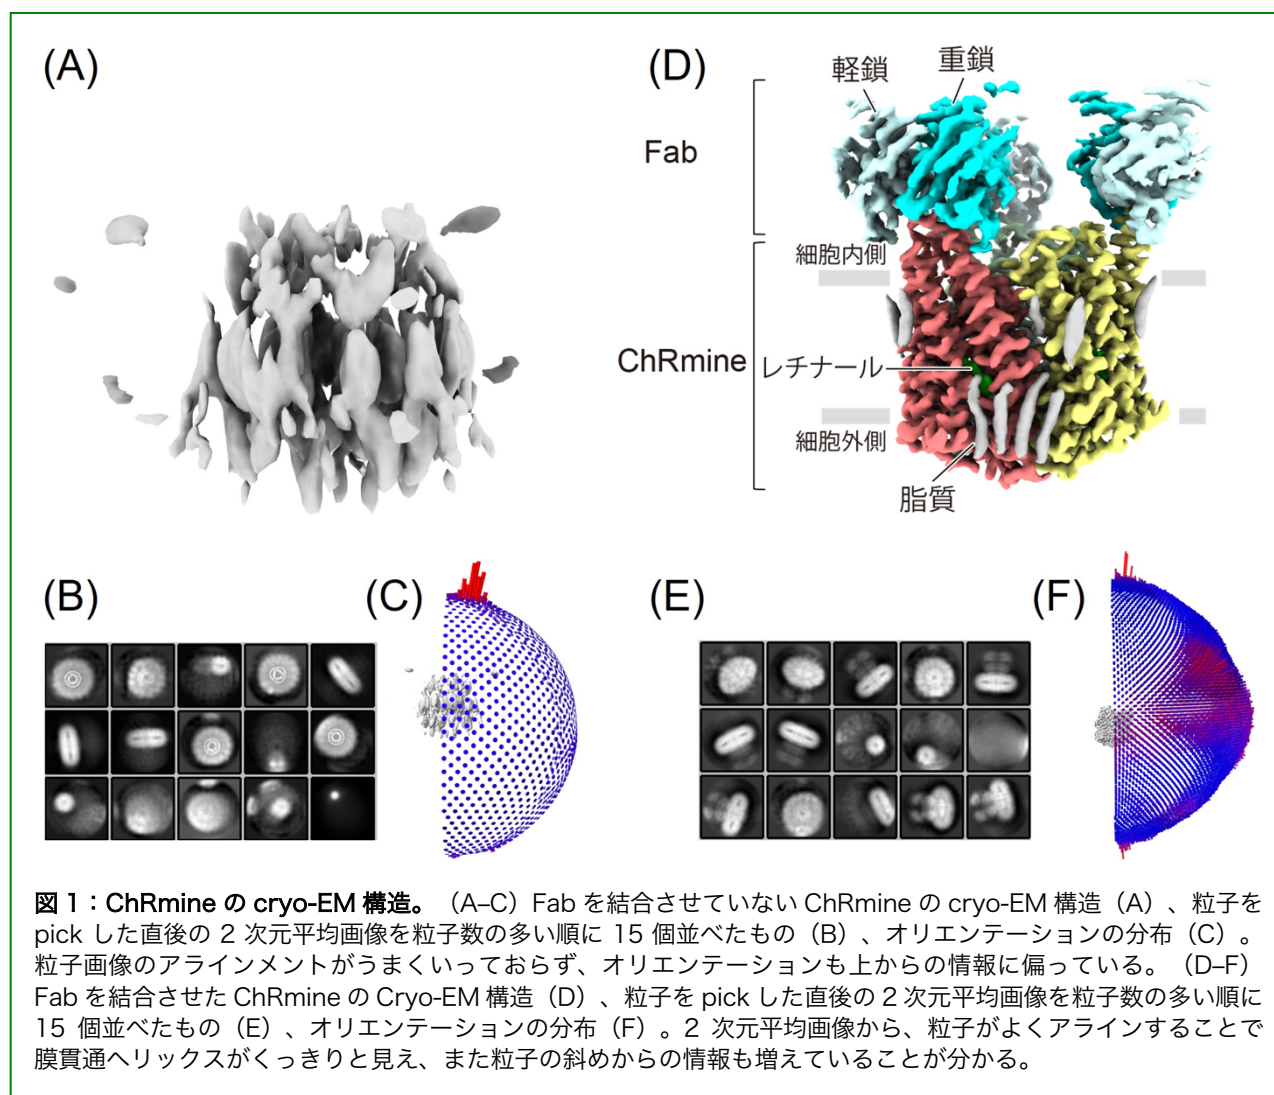 (A)
(D)
軽鎖
重鎖
Fab
細胞内側
ChRmine
レチナール
細胞外側
脂質
(B)
(C)
(E)
(F)
図 1：ChRmine の cryo-EM 構造。（A–C）Fab を結合させていない ChRmine の cryo-EM 構造（A）、粒子を
pick した直後の 2 次元平均画像を粒子数の多い順に 15 個並べたもの（B）、オリエンテーションの分布（C）。
粒子画像のアラインメントがうまくいっておらず、オリエンテーションも上からの情報に偏っている。（D–F）
Fab を結合させた ChRmine の Cryo-EM 構造（D）、粒子を pick した直後の 2 次元平均画像を粒子数の多い順に
15 個並べたもの（E）、オリエンテーションの分布（F）。2 次元平均画像から、粒子がよくアラインすることで
膜貫通ヘリックスがくっきりと見え、また粒子の斜めからの情報も増えていることが分かる。